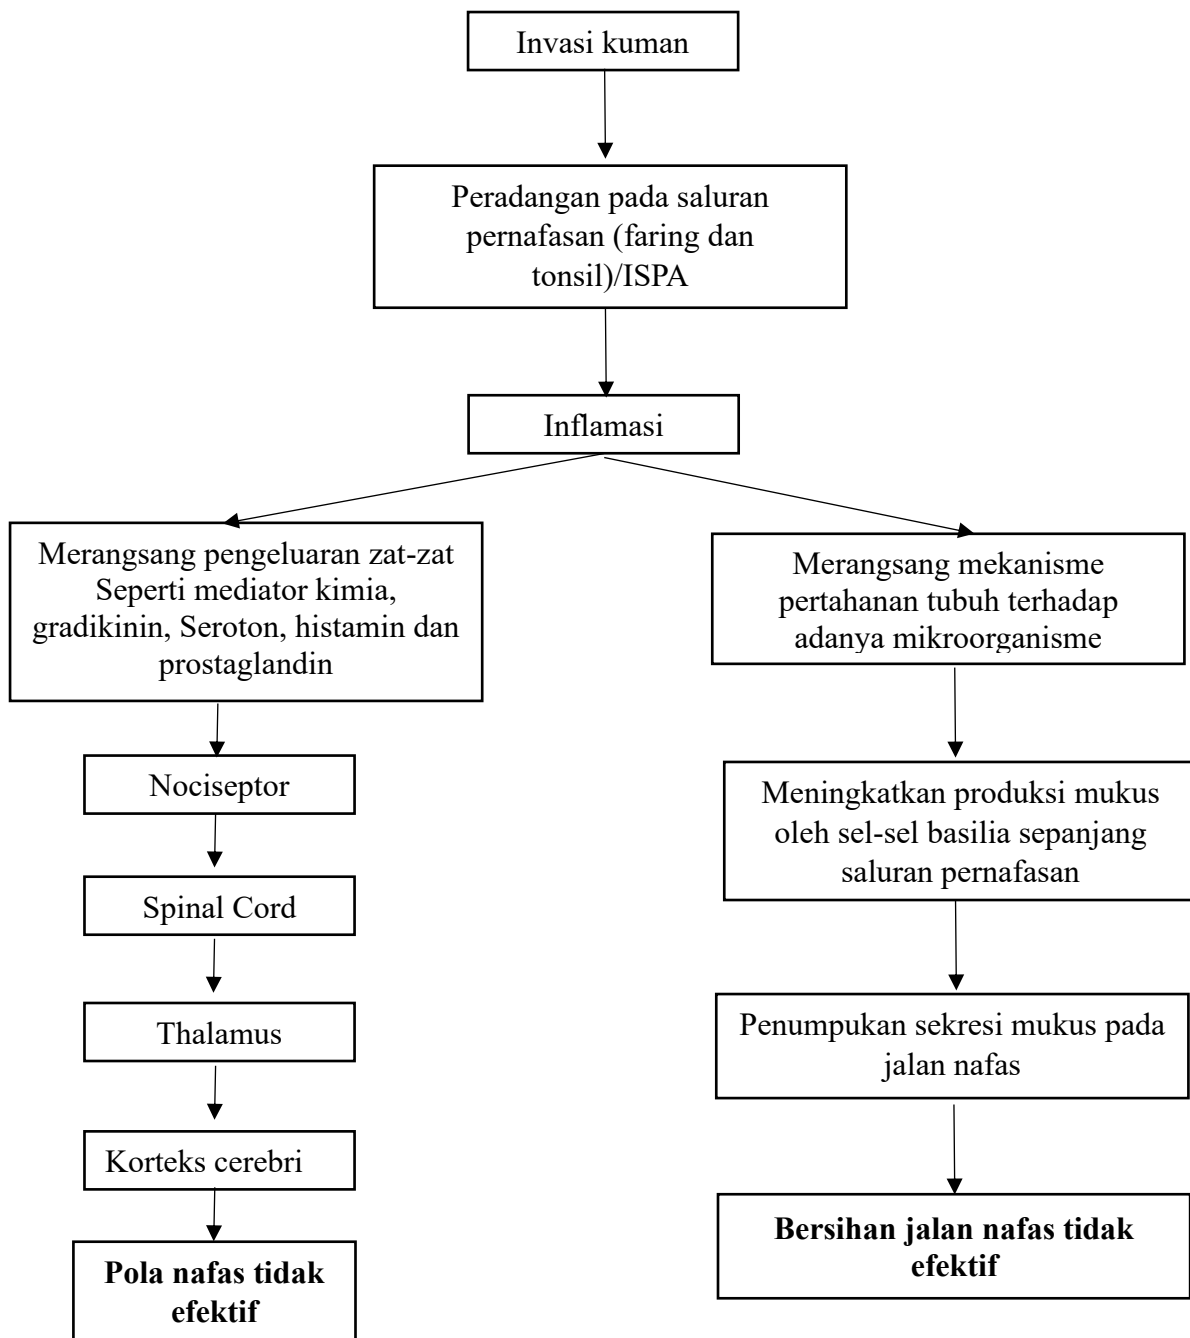 Invasi kuman
Peradangan pada saluran
pernafasan (faring dan
tonsil)/ISPA
Inflamasi
Merangsang pengeluaran zat-zat
Seperti mediator kimia,
gradikinin, Seroton, histamin dan
prostaglandin
Nociseptor
Spinal Cord
Thalamus
Korteks cerebri
Pola nafas tidak
efektif
Merangsang mekanisme
pertahanan tubuh terhadap
adanya mikroorganisme
Meningkatkan produksi mukus
oleh sel-sel basilia sepanjang
saluran pernafasan
Penumpukan sekresi mukus pada
jalan nafas
Bersihan jalan nafas tidak
efektif